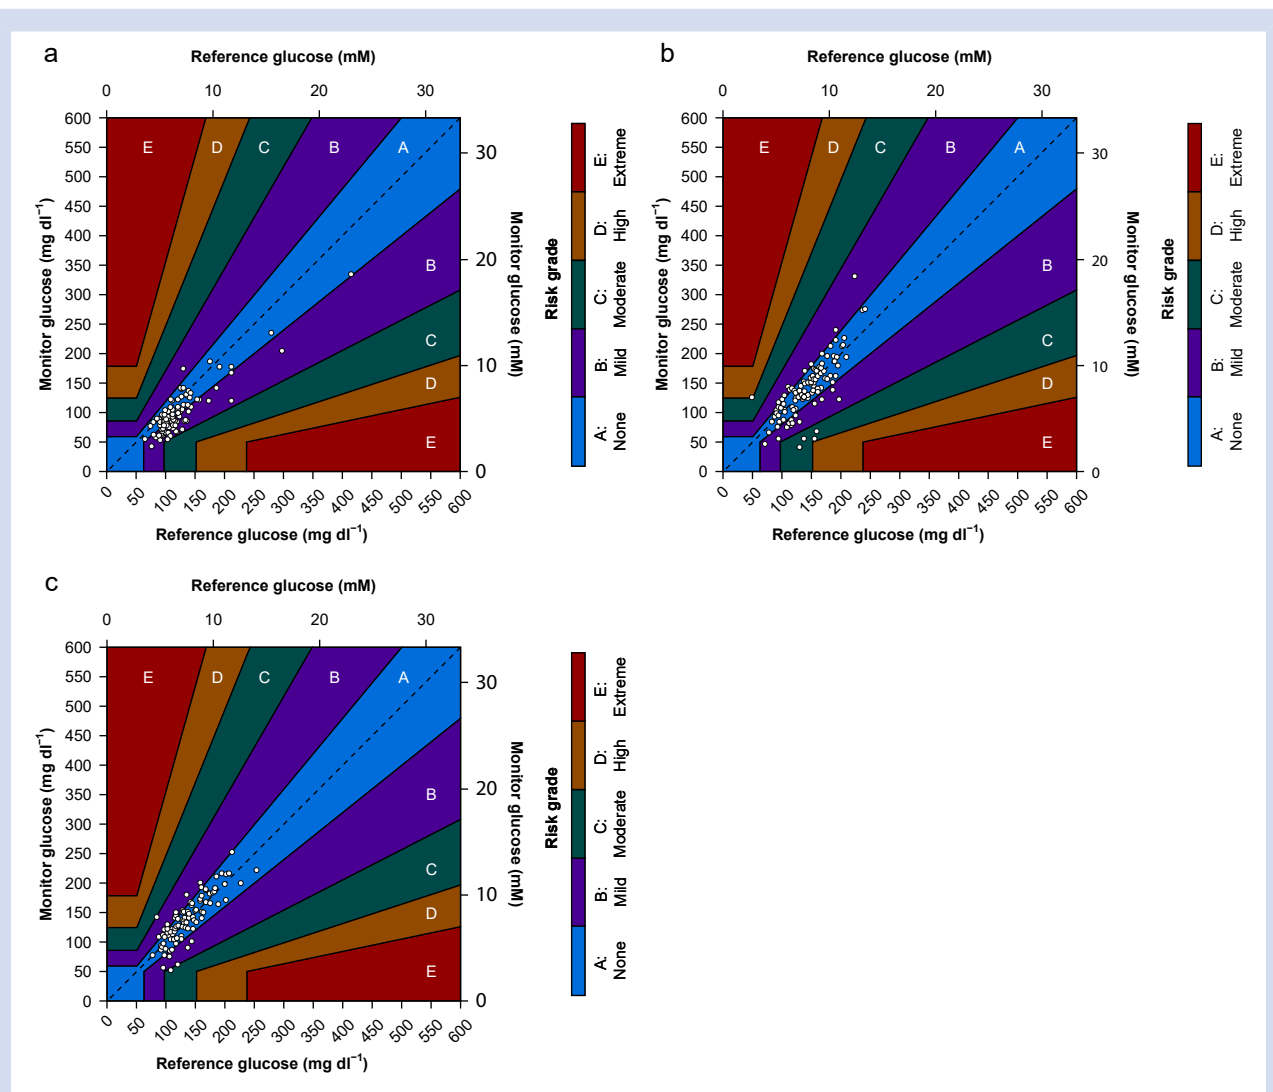 a
Reference glucose (mM)
0 10 20 30
600
550
500
450
400
350
300
250
200
150
100
50
0
Monitor glucose (mg dl−1)
E D C B A
B
C
D
E
30
20
10
0
Monitor glucose (mM)
0 50 100 150 200 250 300 350 400 450 500 550 600
Reference glucose (mg dl−1)
Risk grade
E: Extreme
D: High
C: Moderate
B: Mild
A: None
b
Reference glucose (mM)
0 10 20 30
600
550
500
450
400
350
300
250
200
150
100
50
0
Monitor glucose (mg dl−1)
E D C B A
B
C
D
E
30
20
10
0
Monitor glucose (mM)
0 50 100 150 200 250 300 350 400 450 500 550 600
Reference glucose (mg dl−1)
Risk grade
E: Extreme
D: High
C: Moderate
B: Mild
A: None
c
Reference glucose (mM)
0 10 20 30
600
550
500
450
400
350
300
250
200
150
100
50
0
Monitor glucose (mg dl−1)
E D C B A
B
C
D
E
30
20
10
0
Monitor glucose (mM)
0 50 100 150 200 250 300 350 400 450 500 550 600
Reference glucose (mg dl−1)
Risk grade
E: Extreme
D: High
C: Moderate
B: Mild
A: None